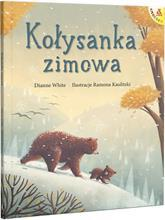 Kołysanka
zimowa
Dianne White Ilustracje Ramona Kaulitzki